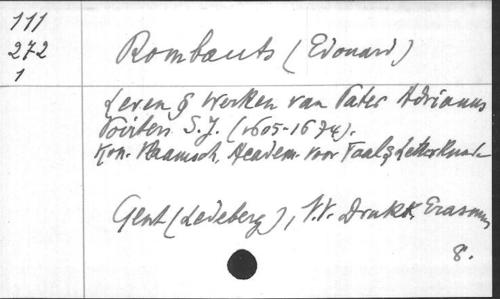 111
272
1
Rombauts (Edouard)
Leven & Werken van Pater Adrianus
Poirters S.J. (1605-1674).
Kon. Vlaamsch. Academ. voor Taal & Letterkunde
Gent (Ledeberg), N.V. Drukk. Erasmus
8.